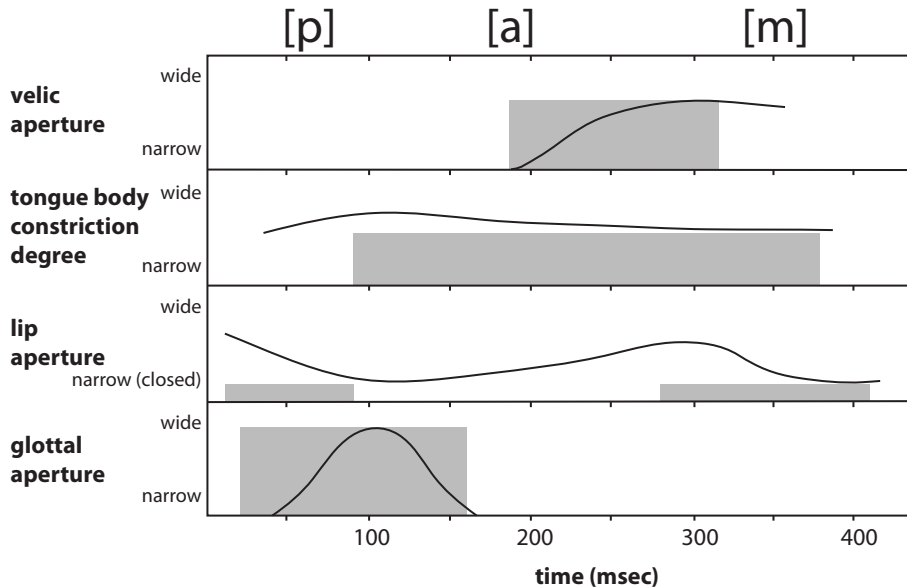 [p] [a] [m]
velic
aperture
wide
narrow
tongue body
constriction
degree
wide
narrow
lip
aperture
wide
narrow (closed)
glottal
aperture
wide
narrow
100 200 300 400
time (msec)